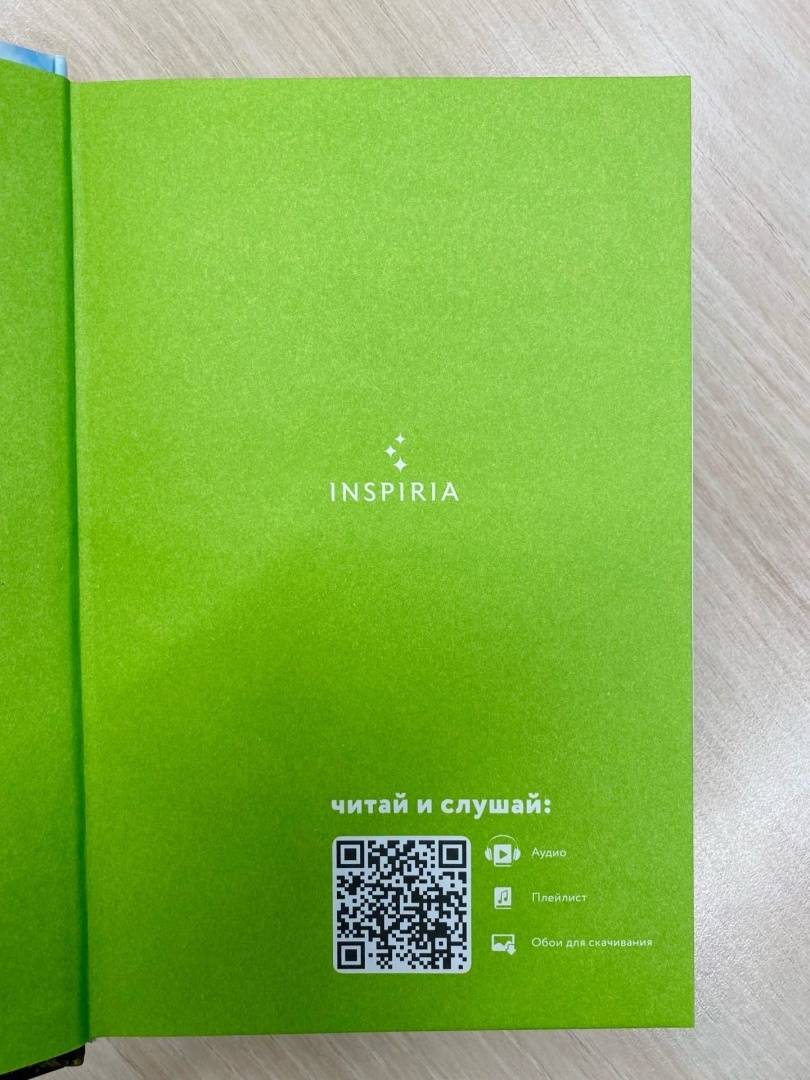 INSPIRIA
читай и слушай:
Аудио
Плейлист
Обои для скачивания